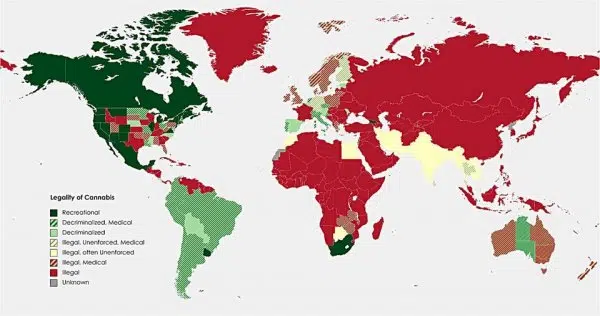 Legality of Cannabis
Recreational
Decriminalized, Medical
Decriminalized
Illegal, Unenforced, Medical
Illegal, often Unenforced
Illegal, Medical
Illegal
Unknown